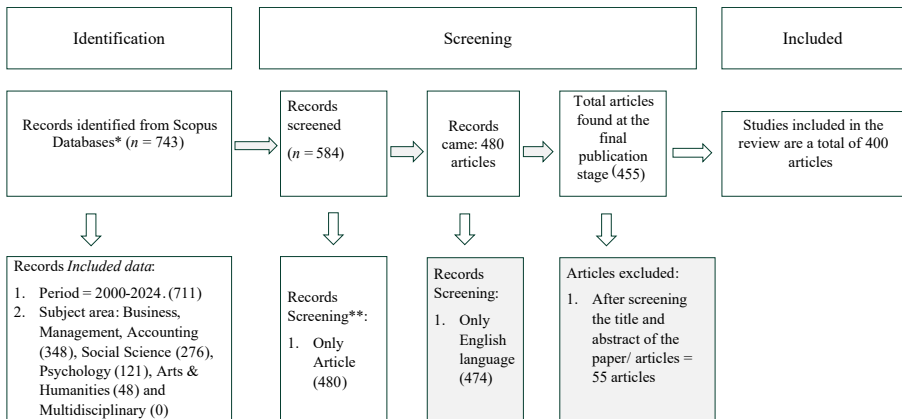 Identification
Screening
Included
Records identified from Scopus
Databases* (n = 743)
Records
screened
(n = 584)
Records
came: 480
articles
Total articles
found at the
final
publication
stage (455)
Studies included in the
review are a total of 400
articles
Records Included data:
1. Period = 2000-2024. (711)
2. Subject area: Business,
Management, Accounting
(348), Social Science (276),
Psychology (121), Arts &
Humanities (48) and
Multidisciplinary (0)
Records
Screening**:
1. Only
Article
(480)
Records
Screening:
1. Only
English
language
(474)
Articles excluded:
1. After screening
the title and
abstract of the
paper/ articles =
55 articles